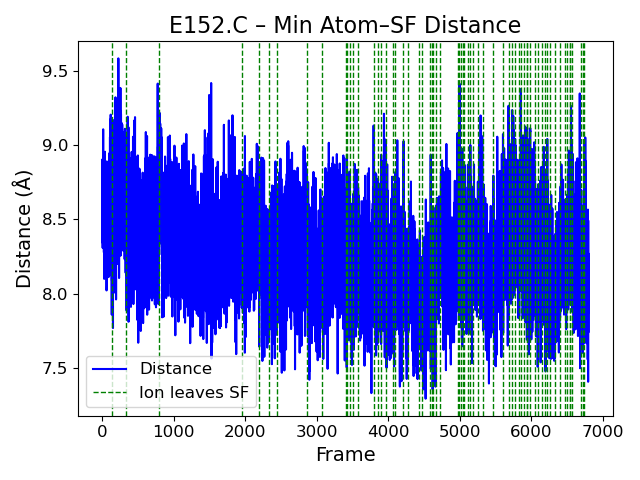 E152.C – Min Atom–SF Distance
Distance (Å)
9.5
9.0
8.5
8.0
7.5
Distance
Ion leaves SF
0 1000 2000 3000 4000 5000 6000 7000
Frame